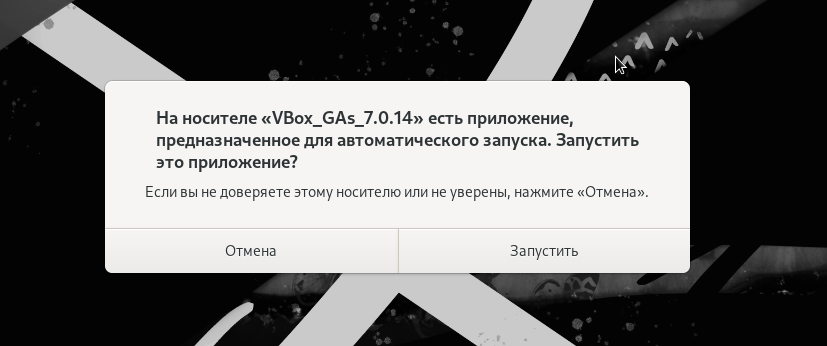 На носителе «VBox_GAs_7.0.14» есть приложение,
предназначенное для автоматического запуска. Запустить
это приложение?
Если вы не доверяете этому носителю или не уверены, нажмите «Отмена».
Отмена
Запустить